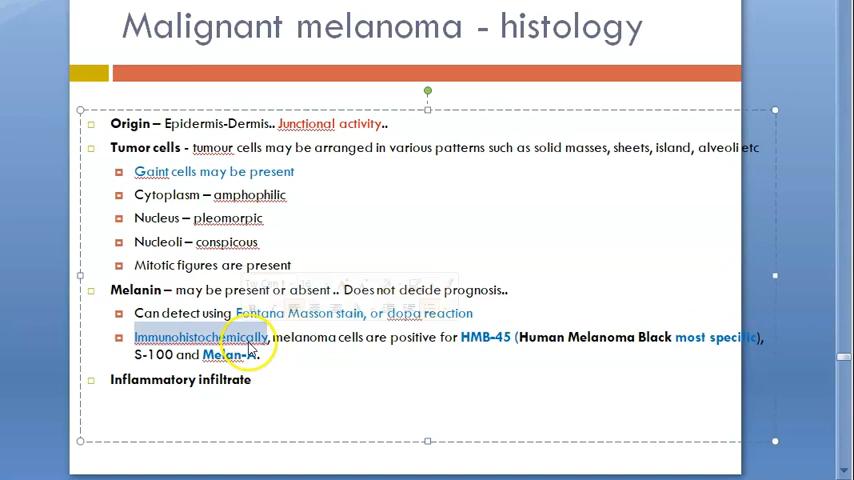 Malignant melanoma - histology
Origin – Epidermis-Dermis.. Junctional activity..
Tumor cells - tumour cells may be arranged in various patterns such as solid masses, sheets, island, alveoli etc
Gaint cells may be present
Cytoplasm – amphophilic
Nucleus – pleomorpic
Nucleoli – conspicous
Mitotic figures are present
Melanin – may be present or absent .. Does not decide prognosis..
Can detect using Fontana Masson stain, or dopa reaction
Immunohistochemically, melanoma cells are positive for HMB-45 (Human Melanoma Black most specific),
S-100 and Melan-A.
Inflammatory infiltrate